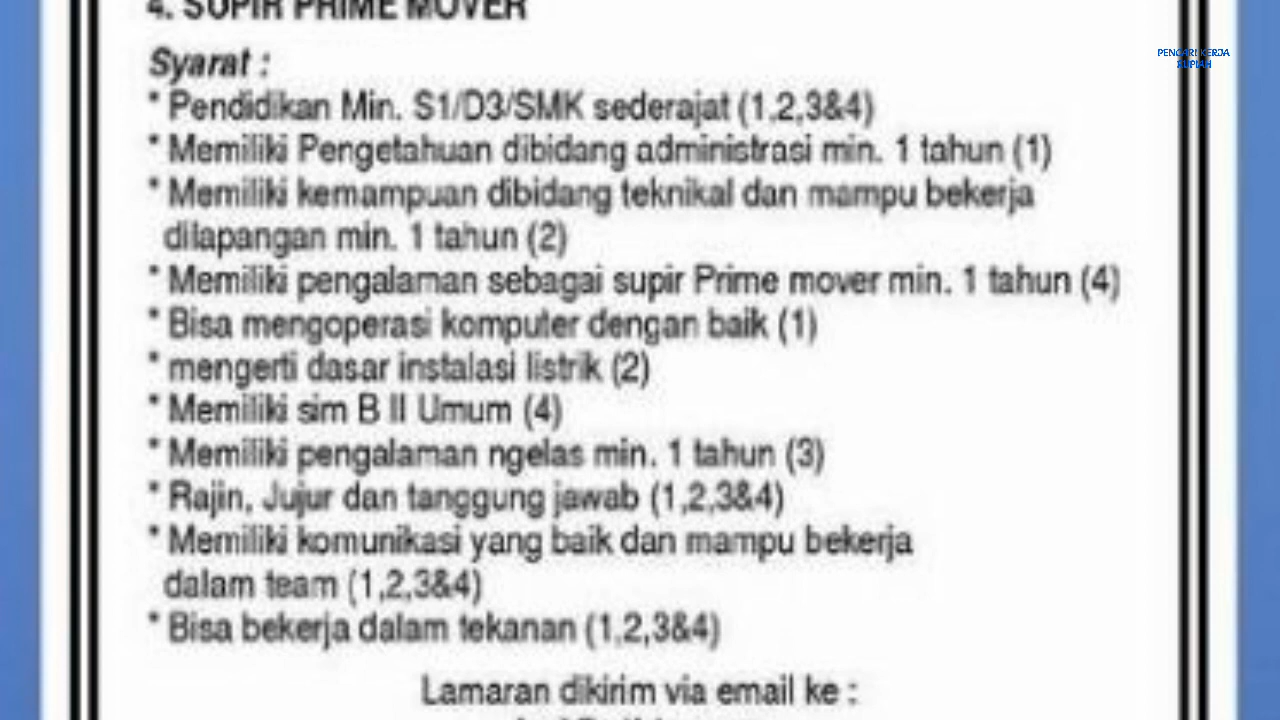 4. SUPIR PRIME MOVER
Syarat :
* Pendidikan Min. S1/D3/SMK sederajat (1,2,3&4)
* Memiliki Pengetahuan dibidang administrasi min. 1 tahun (1)
* Memiliki kemampuan dibidang teknikal dan mampu bekerja
dilapangan min. 1 tahun (2)
* Memiliki pengalaman sebagai supir Prime mover min. 1 tahun (4)
* Bisa mengoperasi komputer dengan baik (1)
* mengerti dasar instalasi listrik (2)
* Memiliki sim B II Umum (4)
* Memiliki pengalaman ngelas min. 1 tahun (3)
* Rajin, Jujur dan tanggung jawab (1,2,3&4)
* Memiliki komunikasi yang baik dan mampu bekerja
dalam team (1,2,3&4)
* Bisa bekerja dalam tekanan (1,2,3&4)
Lamaran dikirim via email ke :
PENCARI KERJA
RUPIAH